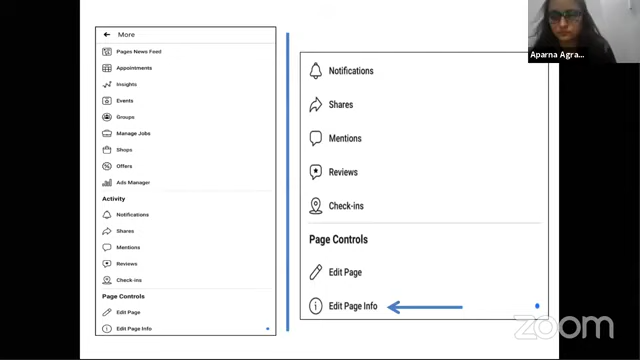 More
Pages News Feed
Appointments
Insights
Events
Groups
Manage Jobs
Shops
Offers
Ads Manager
Activity
Notifications
Shares
Mentions
Reviews
Check-ins
Page Controls
Edit Page
Edit Page Info
Notifications
Shares
Mentions
Reviews
Check-ins
Page Controls
Edit Page
Edit Page Info
Aparna Agra...
zoom